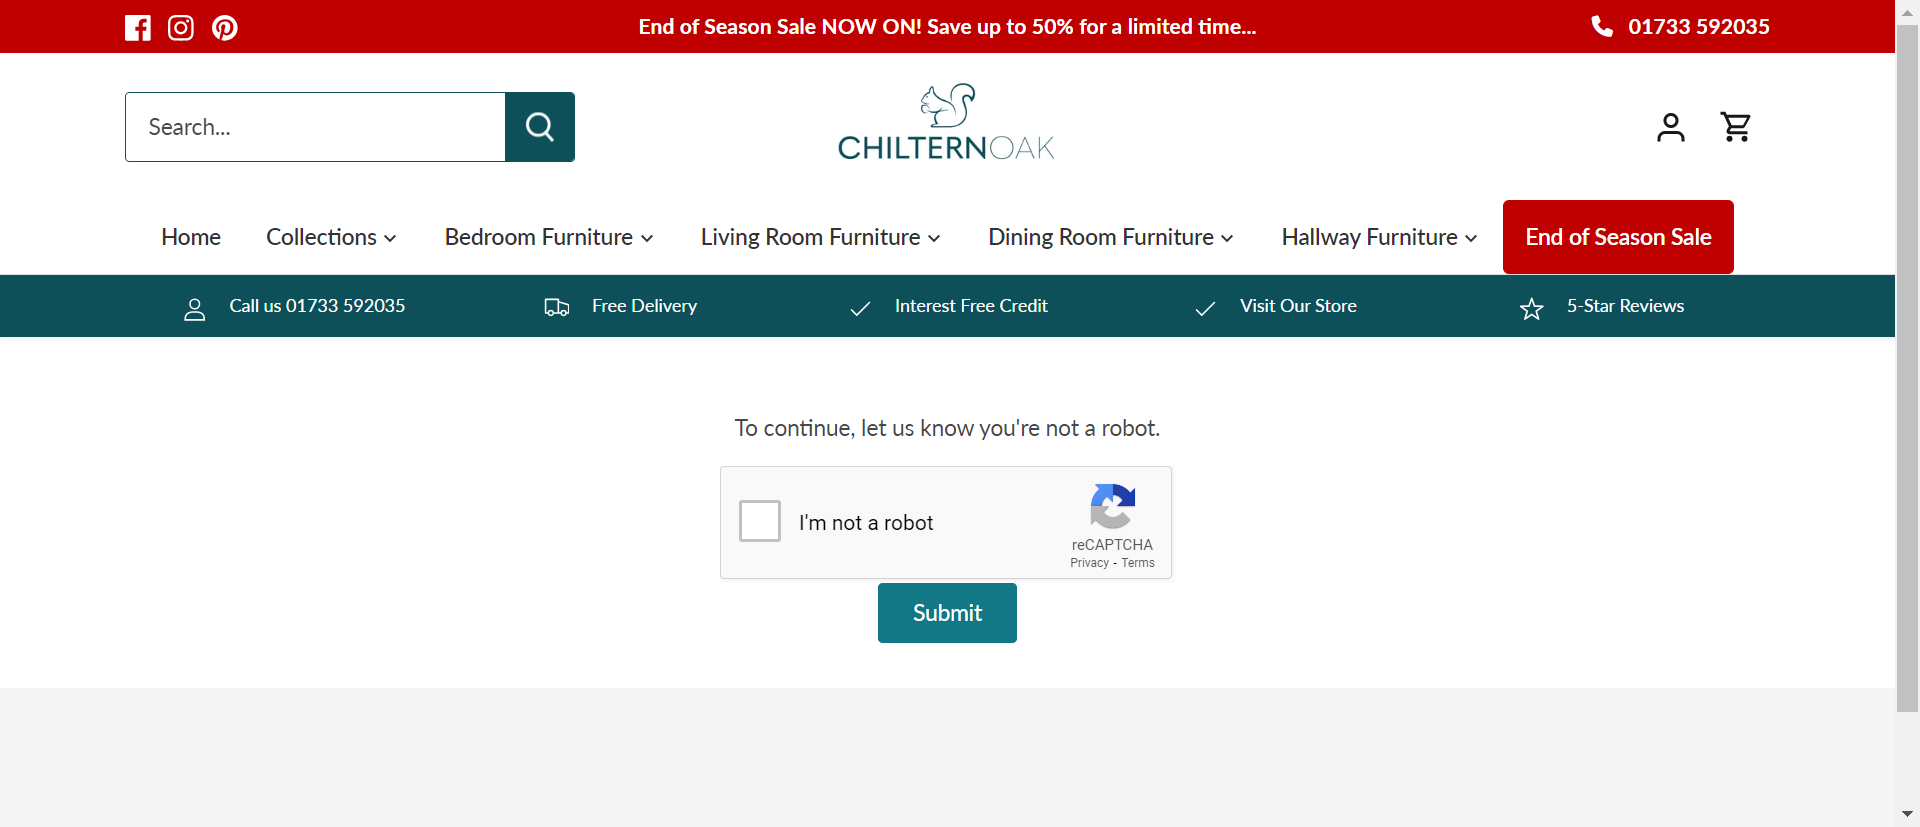 End of Season Sale NOW ON! Save up to 50% for a limited time...
01733 592035
Search...
CHILTERNOAK
Home
Collections
Bedroom Furniture
Living Room Furniture
Dining Room Furniture
Hallway Furniture
End of Season Sale
Call us 01733 592035
Free Delivery
Interest Free Credit
Visit Our Store
5-Star Reviews
To continue, let us know you're not a robot.
I'm not a robot
reCAPTCHA
Privacy - Terms
Submit